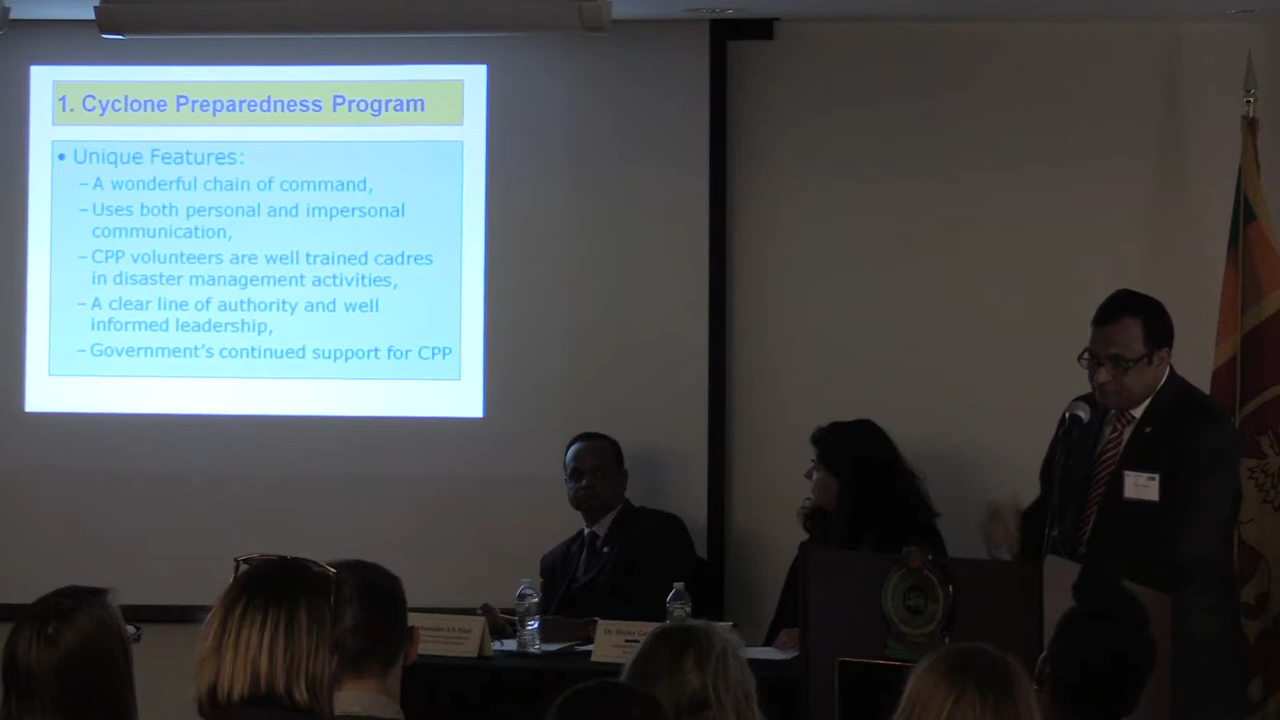 1. Cyclone Preparedness Program
• Unique Features:
– A wonderful chain of command,
– Uses both personal and impersonal
communication,
– CPP volunteers are well trained cadres
in disaster management activities,
– A clear line of authority and well
informed leadership,
– Government's continued support for CPP
Dr. Shirley